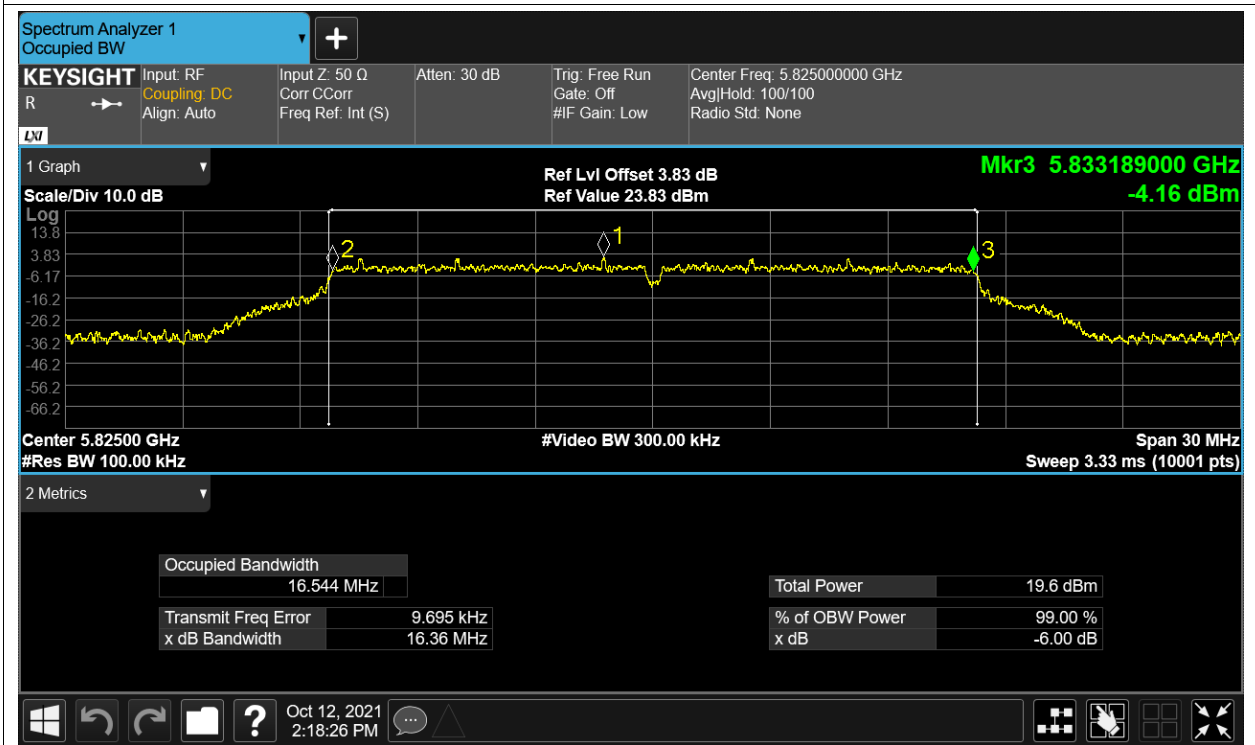 Spectrum Analyzer 1
Occupied BW
KEYSIGHT
R
LXI
Input: RF
Coupling: DC
Align: Auto
Input Z: 50 Ω
Corr CCorr
Freq Ref: Int (S)
Atten: 30 dB
Trig: Free Run
Gate: Off
#IF Gain: Low
Center Freq: 5.825000000 GHz
Avg|Hold: 100/100
Radio Std: None
1 Graph
Scale/Div 10.0 dB
Ref Lvl Offset 3.83 dB
Ref Value 23.83 dBm
Mkr3 5.833189000 GHz
-4.16 dBm
Log
13.8
3.83
-6.17
-16.2
-26.2
-36.2
-46.2
-56.2
-66.2
2
1
3
Center 5.82500 GHz
#Res BW 100.00 kHz
#Video BW 300.00 kHz
Span 30 MHz
Sweep 3.33 ms (10001 pts)
2 Metrics
Occupied Bandwidth
16.544 MHz
Transmit Freq Error 9.695 kHz
x dB Bandwidth 16.36 MHz
Total Power 19.6 dBm
% of OBW Power 99.00 %
x dB -6.00 dB
?
Oct 12, 2021
2:18:26 PM